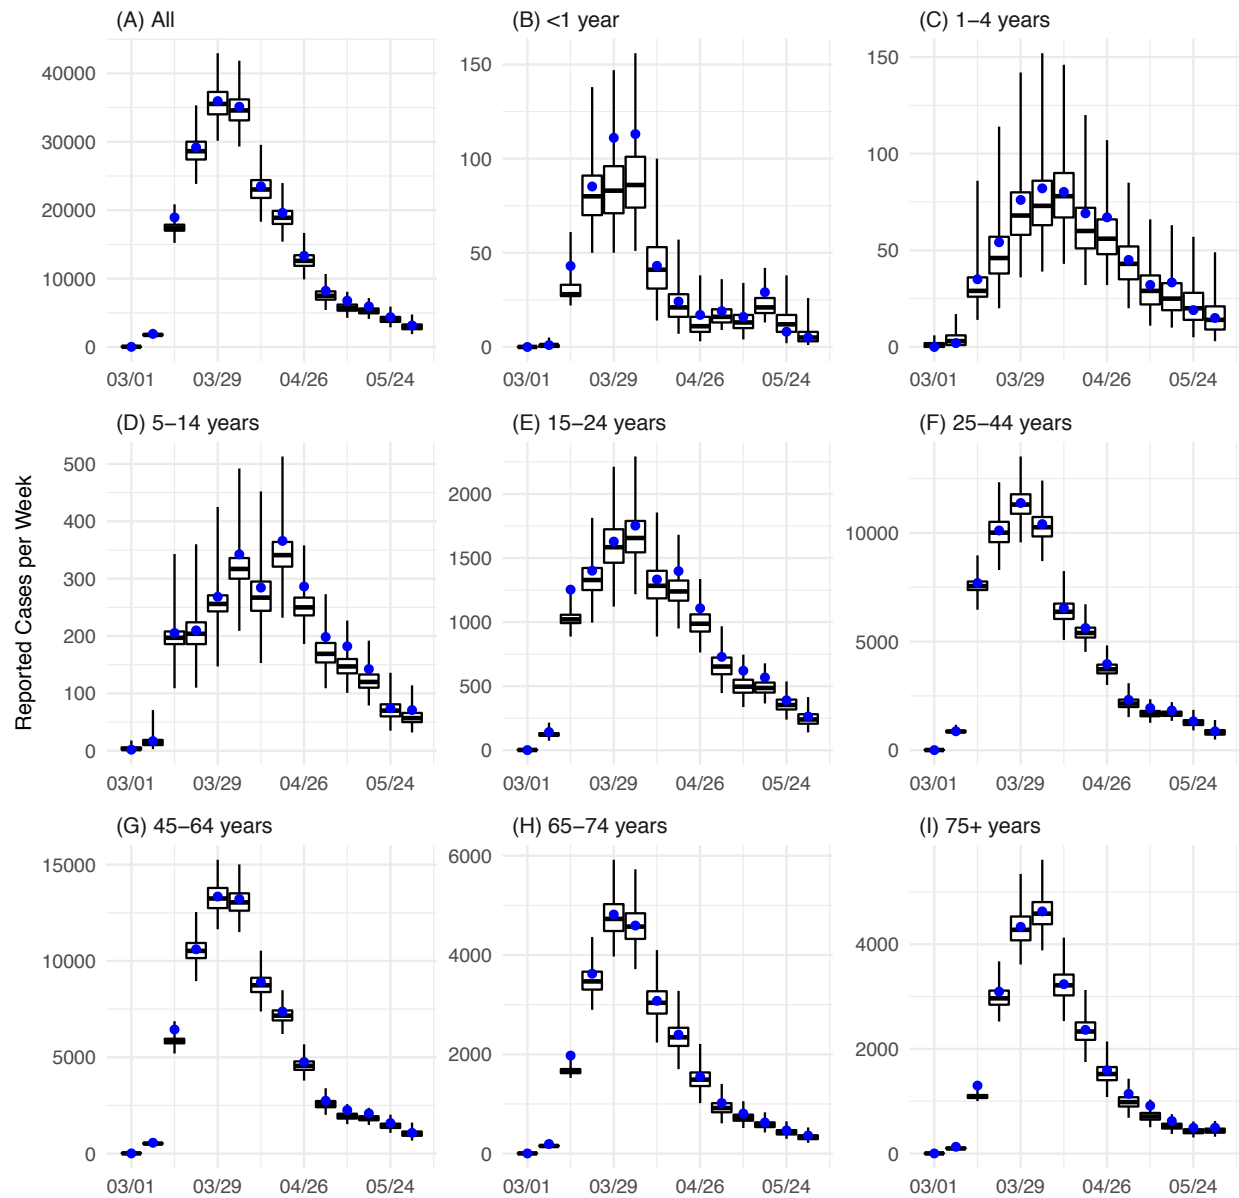 (A) All
(B) <1 year
(C) 1–4 years
40000
30000
20000
10000
0
150
100
50
0
150
100
50
0
03/01 03/29 04/26 05/24
03/01 03/29 04/26 05/24
03/01 03/29 04/26 05/24
Reported Cases per Week
(D) 5–14 years
(E) 15–24 years
(F) 25–44 years
500
400
300
200
100
0
2000
1500
1000
500
0
10000
5000
0
03/01 03/29 04/26 05/24
03/01 03/29 04/26 05/24
03/01 03/29 04/26 05/24
(G) 45–64 years
(H) 65–74 years
(I) 75+ years
15000
10000
5000
0
6000
4000
2000
0
4000
2000
0
03/01 03/29 04/26 05/24
03/01 03/29 04/26 05/24
03/01 03/29 04/26 05/24